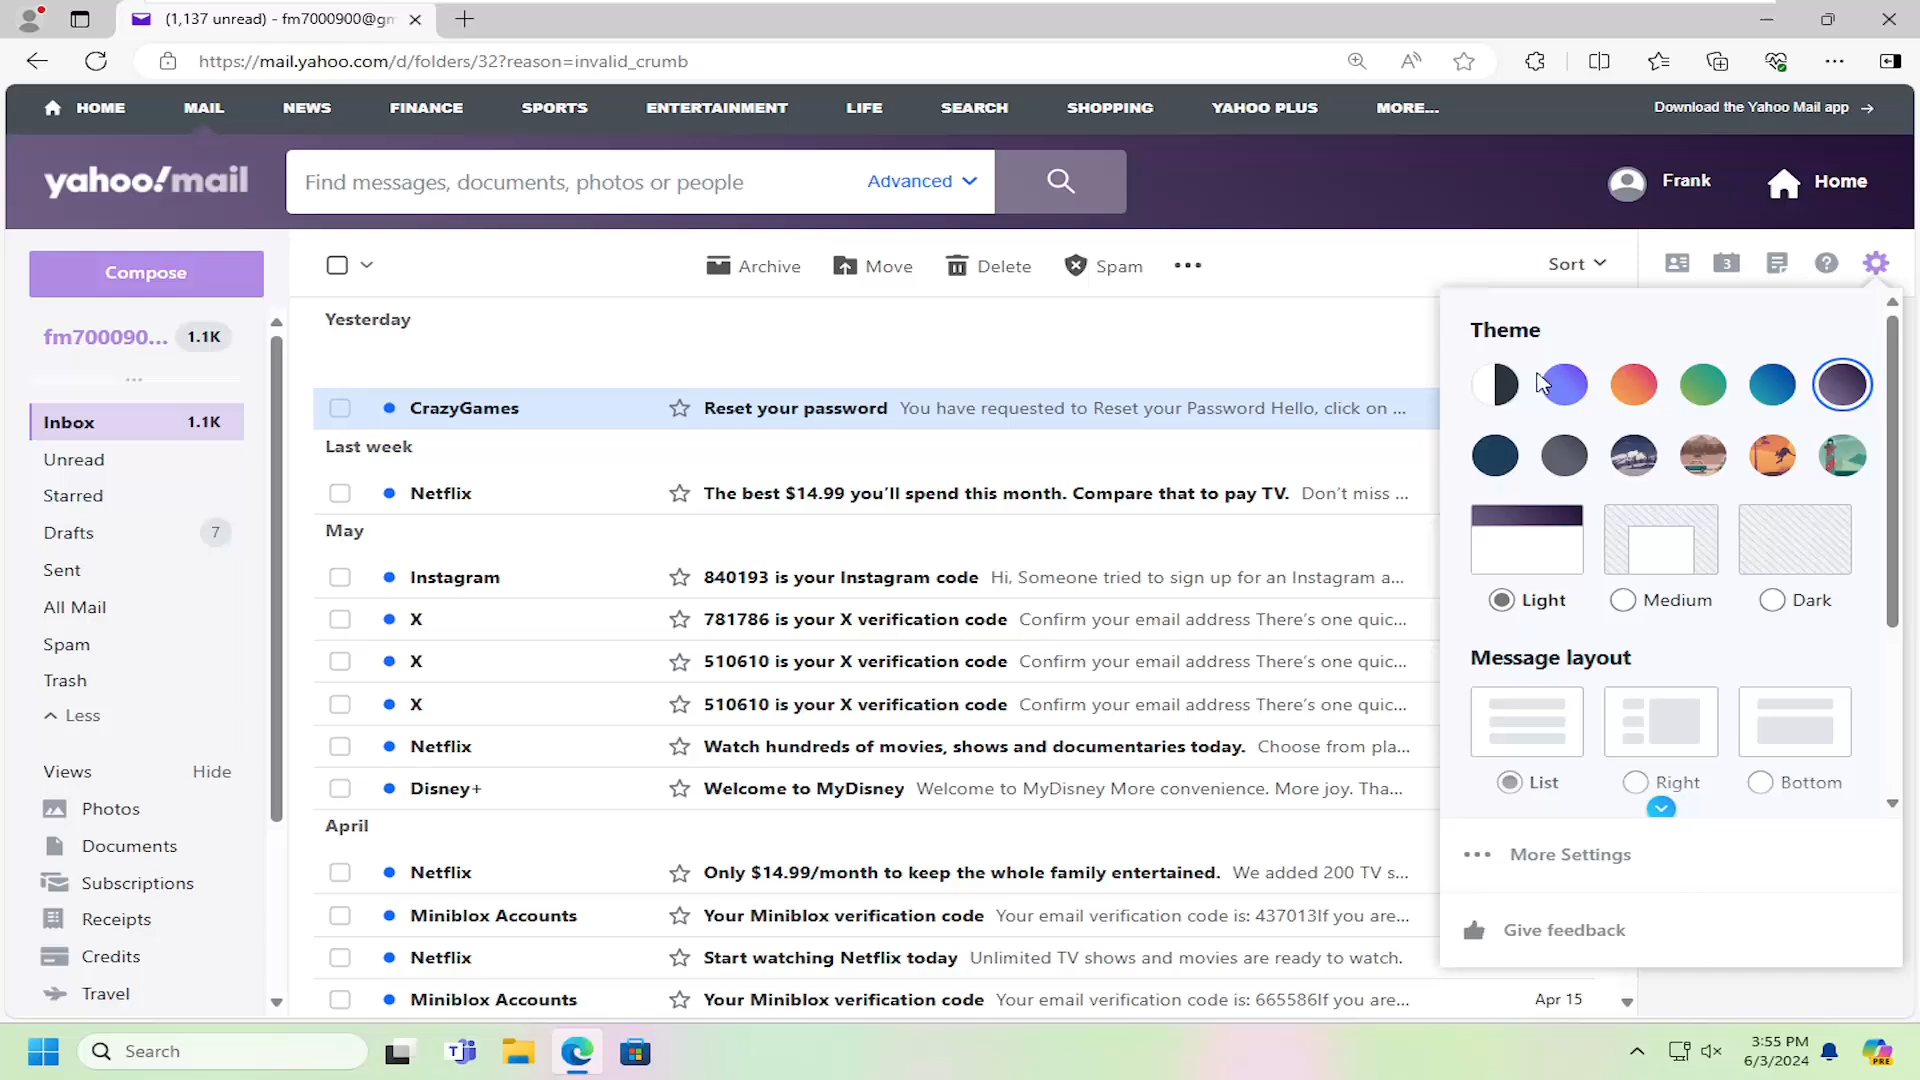 (1,137 unread) - fm7000900@gm
https://mail.yahoo.com/d/folders/32?reason=invalid_crumb
HOME MAIL NEWS FINANCE SPORTS ENTERTAINMENT LIFE SEARCH SHOPPING YAHOO PLUS MORE... Download the Yahoo Mail app →
yahoo!mail Find messages, documents, photos or people Advanced Frank Home
Compose Archive Move Delete Spam Sort 3 ?
fm700090... 1.1K
Inbox 1.1K
Unread
Starred
Drafts 7
Sent
All Mail
Spam
Trash
Less
Views Hide
Photos
Documents
Subscriptions
Receipts
Credits
Travel
Yesterday
CrazyGames Reset your password You have requested to Reset your Password Hello, click on ...
Last week
Netflix The best $14.99 you’ll spend this month. Compare that to pay TV. Don’t miss ...
May
Instagram 840193 is your Instagram code Hi, Someone tried to sign up for an Instagram a...
X 781786 is your X verification code Confirm your email address There’s one quic...
X 510610 is your X verification code Confirm your email address There’s one quic...
X 510610 is your X verification code Confirm your email address There’s one quic...
Netflix Watch hundreds of movies, shows and documentaries today. Choose from pla...
Disney+ Welcome to MyDisney Welcome to MyDisney More convenience. More joy. Tha...
April
Netflix Only $14.99/month to keep the whole family entertained. We added 200 TV s...
Miniblox Accounts Your Miniblox verification code Your email verification code is: 437013If you are...
Netflix Start watching Netflix today Unlimited TV shows and movies are ready to watch.
Miniblox Accounts Your Miniblox verification code Your email verification code is: 665586If you are... Apr 15
Theme
Light Medium Dark
Message layout
List Right Bottom
More Settings
Give feedback
Search
3:55 PM
6/3/2024
PRE